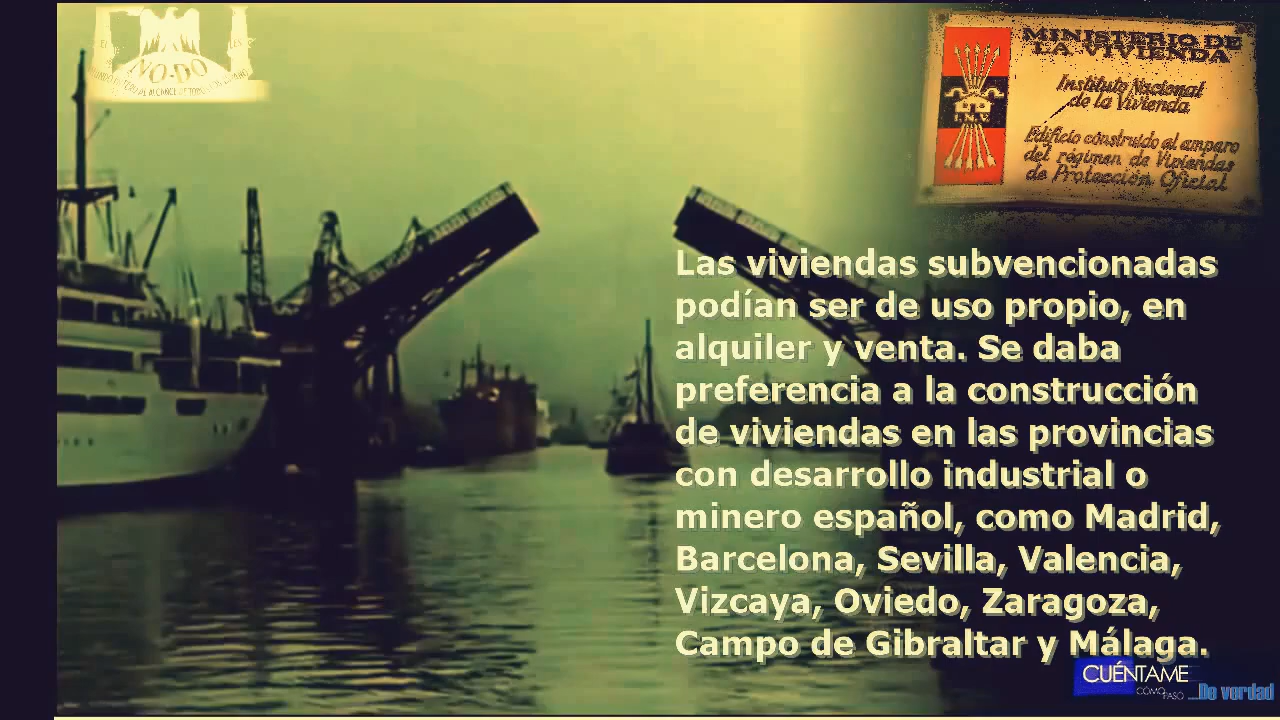 NO-DO
MINISTERIO DE
LA VIVIENDA
Instituto Nacional
de la Vivienda
I.N.V.
Edificio construido al amparo
del régimen de Viviendas
de Protección Oficial
Las viviendas subvencionadas
podían ser de uso propio, en
alquiler y venta. Se daba
preferencia a la construcción
de viviendas en las provincias
con desarrollo industrial o
minero español, como Madrid,
Barcelona, Sevilla, Valencia,
Vizcaya, Oviedo, Zaragoza,
Campo de Gibraltar y Málaga.
CUÉNTAME
CÓMO PASÓ ...De verdad